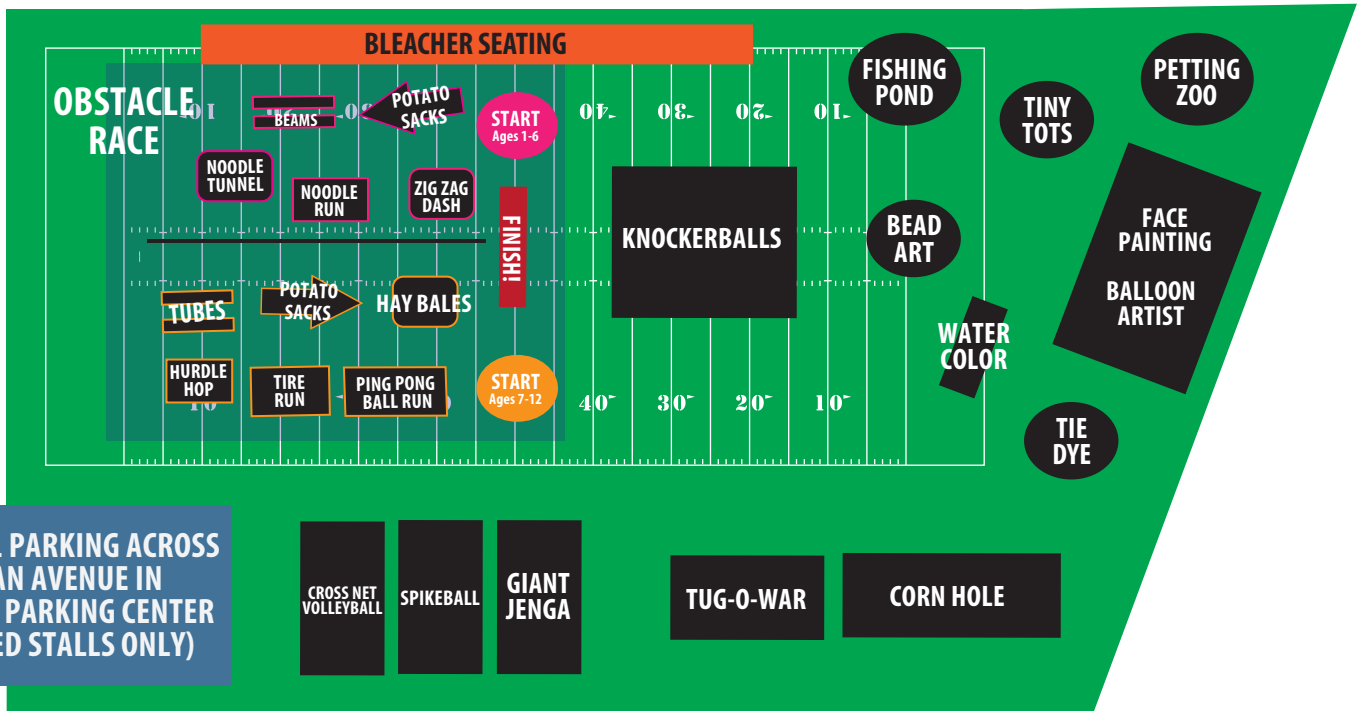 BLEACHER SEATING
OBSTACLE
RACE
BEAMS
POTATO
SACKS
START
Ages 1-6
NOODLE
TUNNEL
NOODLE
RUN
ZIG ZAG
DASH
FINISH!
TUBES
POTATO
SACKS
HAY BALES
HURDLE
HOP
TIRE
RUN
PING PONG
BALL RUN
START
Ages 7-12
40 30 20 10
KNOCKERBALLS
40 30 20 10
FISHING
POND
TINY
TOTS
PETTING
ZOO
BEAD
ART
FACE
PAINTING
BALLOON
ARTIST
WATER
COLOR
TIE
DYE
PARKING ACROSS
AVENUE IN
PARKING CENTER
STALLS ONLY)
CROSS NET
VOLLEYBALL
SPIKEBALL
GIANT
JENGA
TUG-O-WAR
CORN HOLE